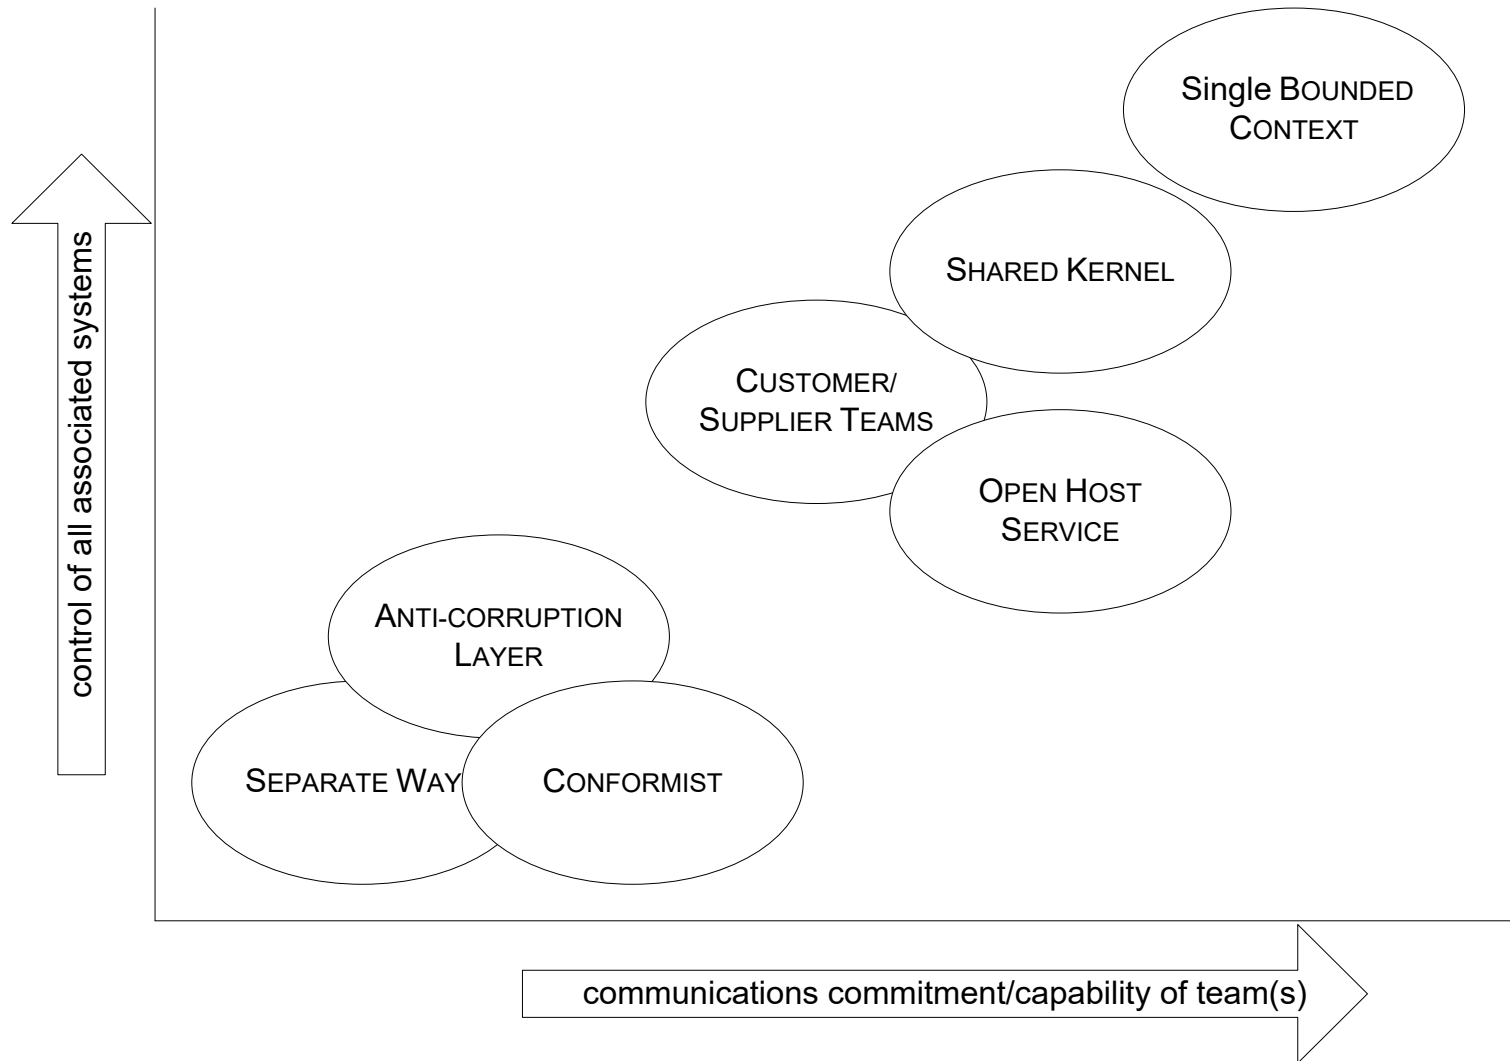 Single BOUNDED
CONTEXT
SHARED KERNEL
CUSTOMER/
SUPPLIER TEAMS
OPEN HOST
SERVICE
ANTI-CORRUPTION
LAYER
SEPARATE WAY
CONFORMIST
control of all associated systems
communications commitment/capability of team(s)